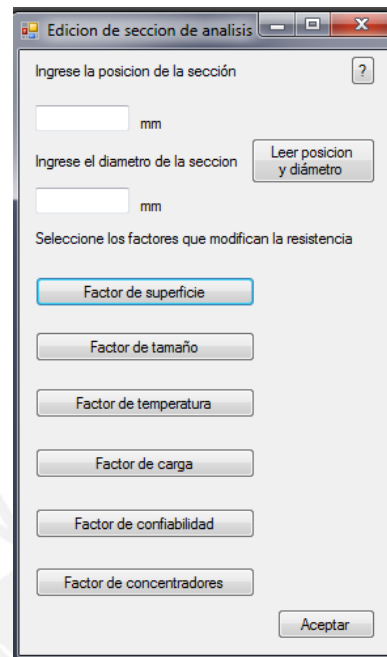 Edicion de seccion de analisis
Ingrese la posicion de la sección
?
mm
Ingrese el diametro de la seccion
Leer posicion
y diámetro
mm
Seleccione los factores que modifican la resistencia
Factor de superficie
Factor de tamaño
Factor de temperatura
Factor de carga
Factor de confiabilidad
Factor de concentradores
Aceptar